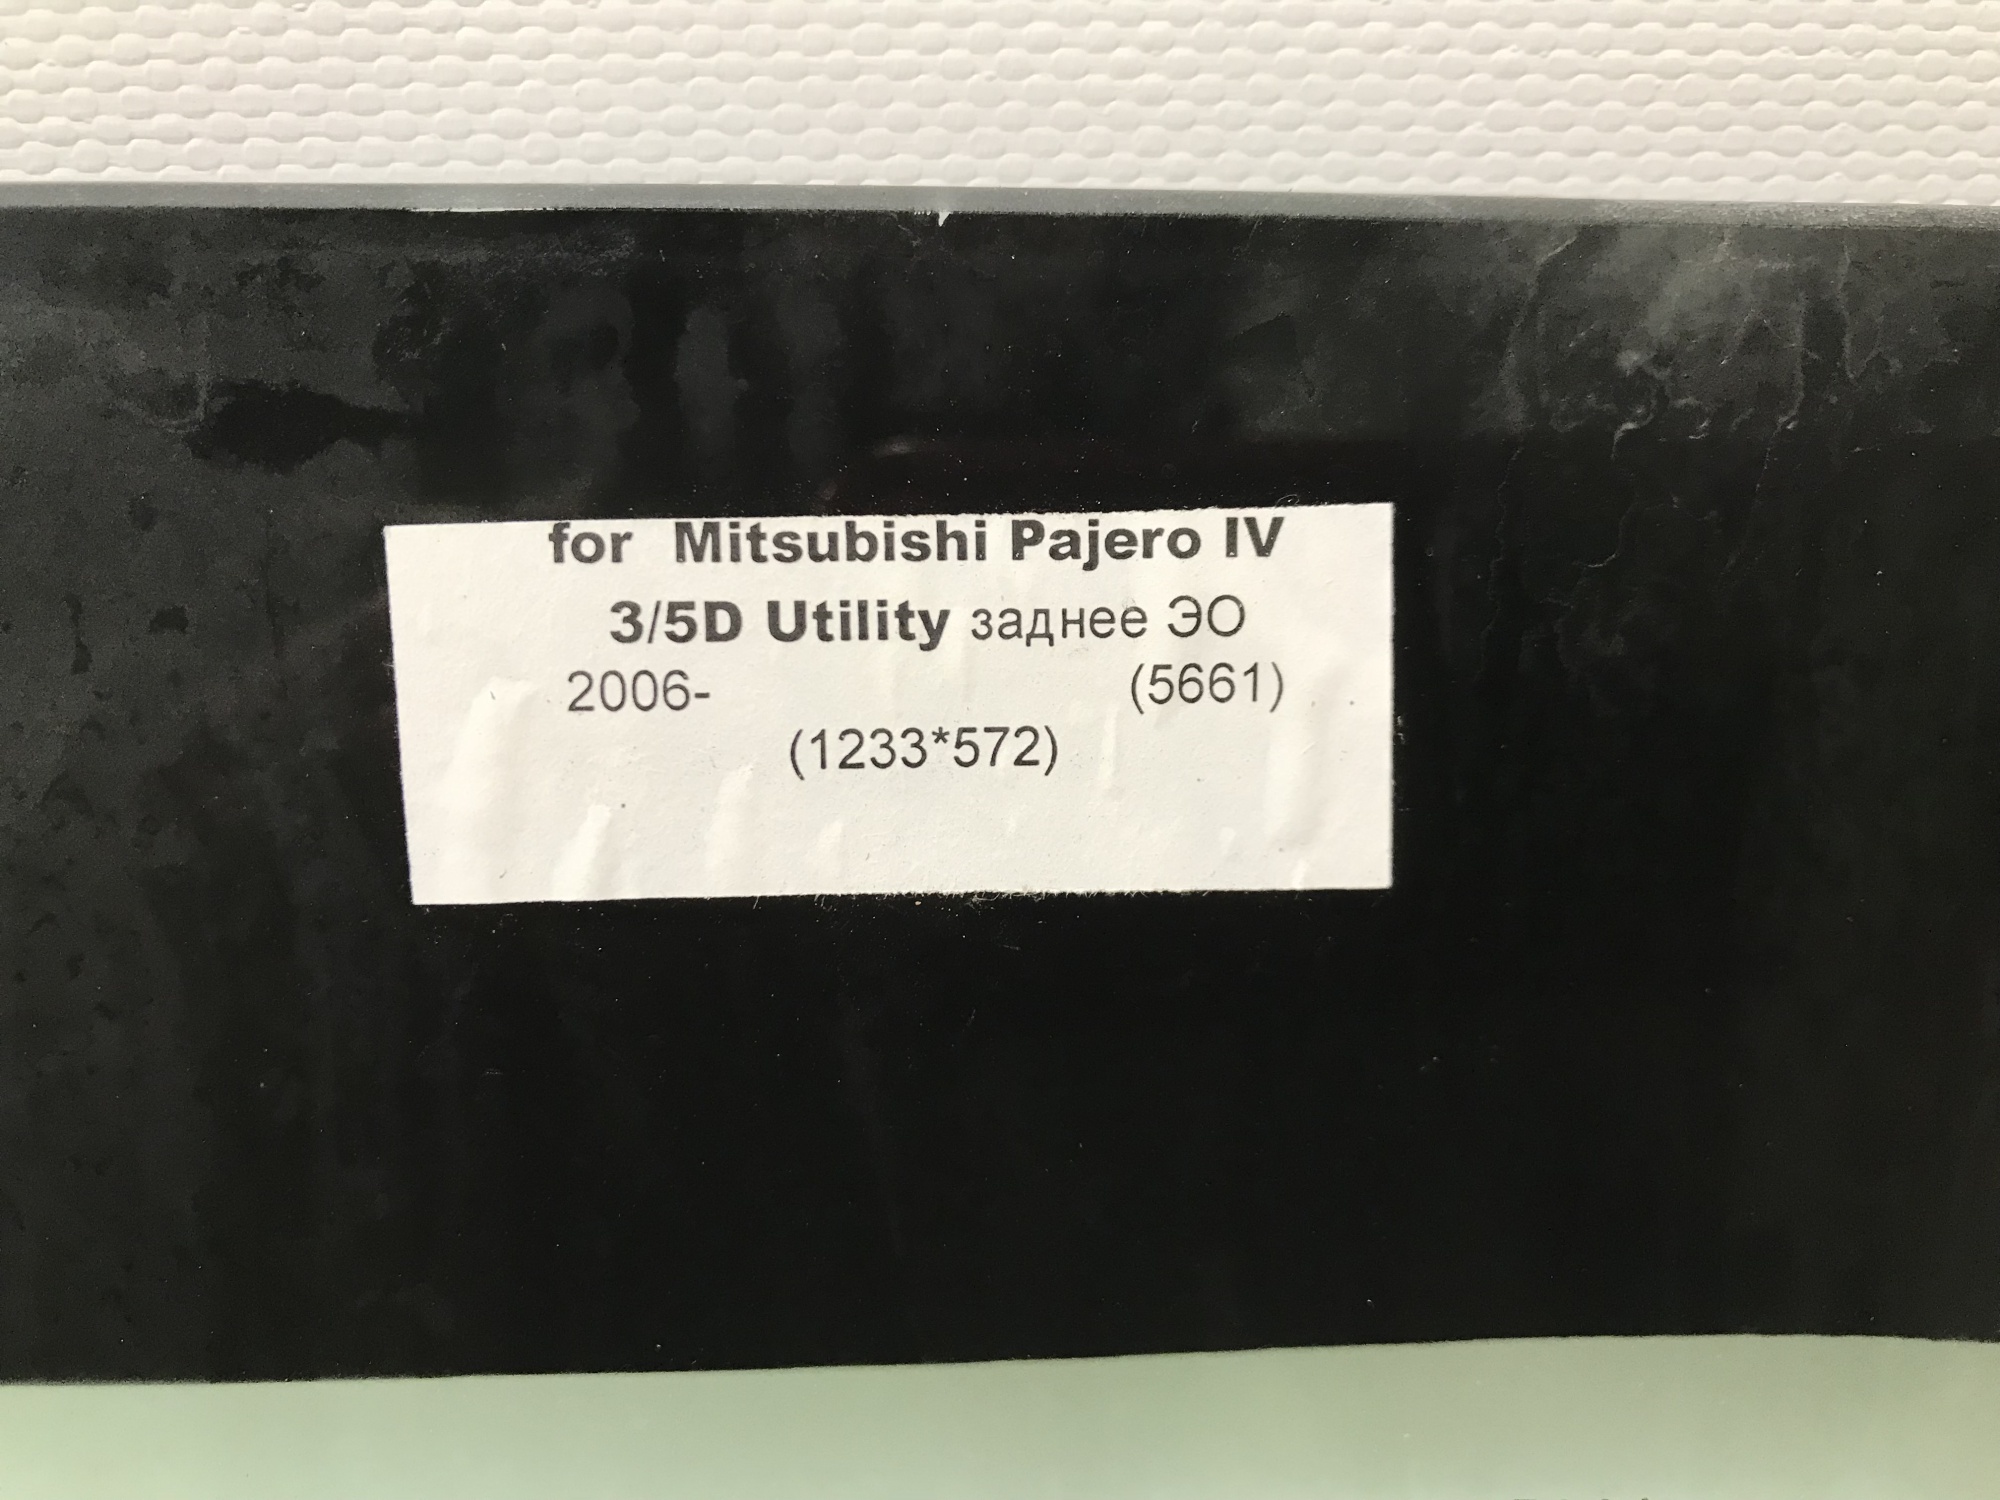 for Mitsubishi Pajero IV
3/5D Utility заднее ЭО
2006- (5661)
(1233*572)